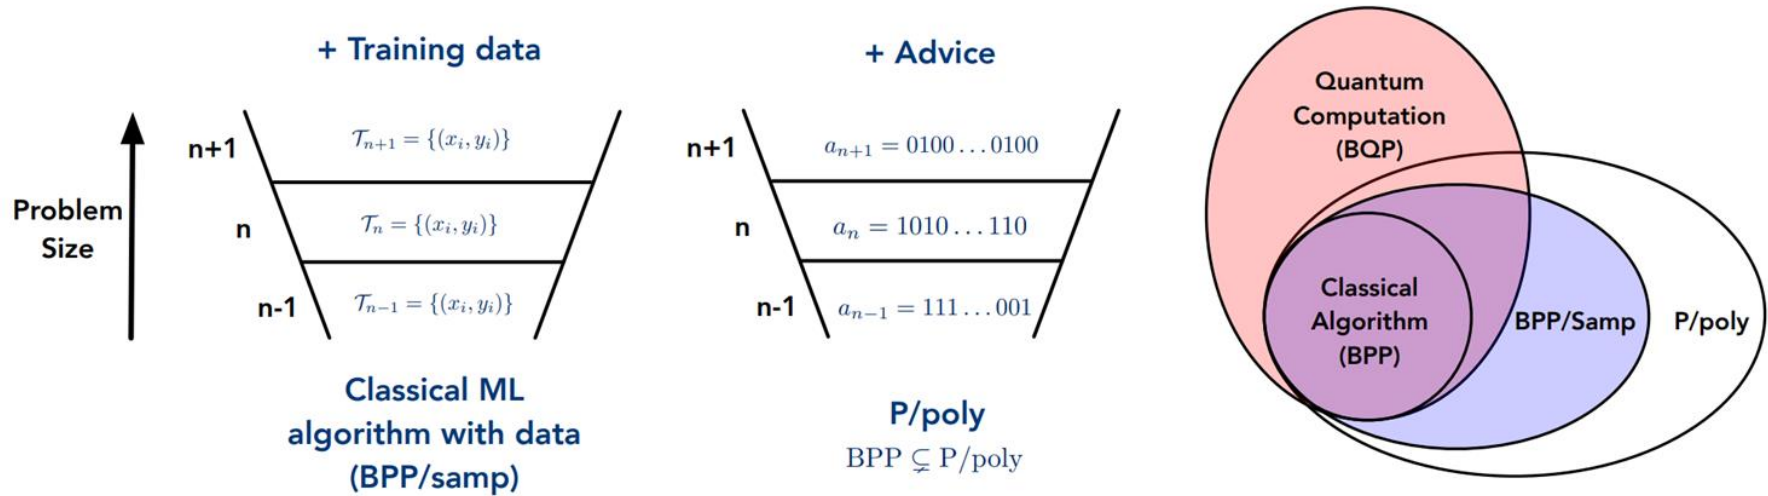 + Training data
Problem
Size
n+1
n
n-1
𝒯ₙ₊₁ = {(xᵢ, yᵢ)}
𝒯ₙ = {(xᵢ, yᵢ)}
𝒯ₙ₋₁ = {(xᵢ, yᵢ)}
Classical ML
algorithm with data
(BPP/samp)
+ Advice
n+1
n
n-1
aₙ₊₁ = 0100...0100
aₙ = 1010...110
aₙ₋₁ = 111...001
P/poly
BPP ⊊ P/poly
Quantum
Computation
(BQP)
Classical
Algorithm
(BPP)
BPP/Samp
P/poly